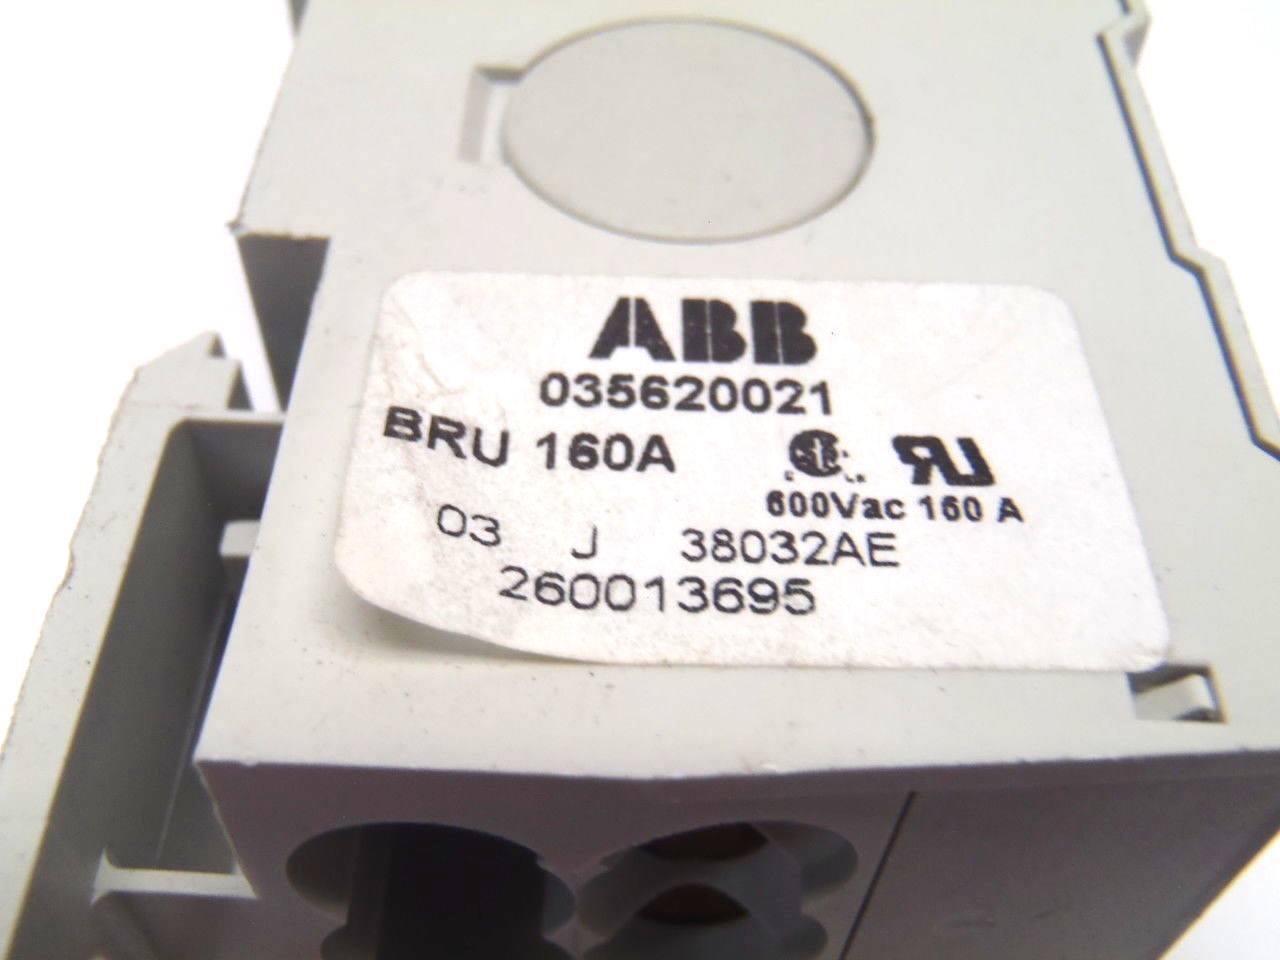 ABB
035620021
BRU 160A
600Vac 160 A
03 J 38032AE
260013695